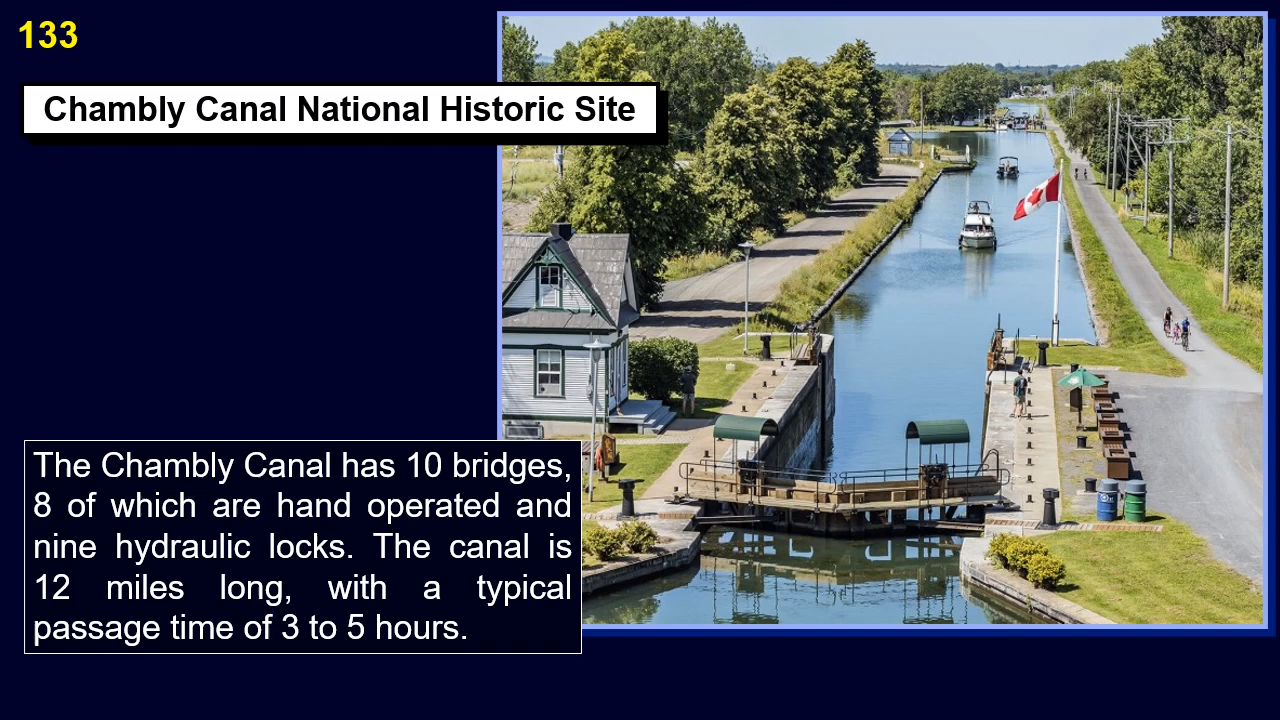 133
Chambly Canal National Historic Site
The Chambly Canal has 10 bridges,
8 of which are hand operated and
nine hydraulic locks. The canal is
12 miles long, with a typical
passage time of 3 to 5 hours.